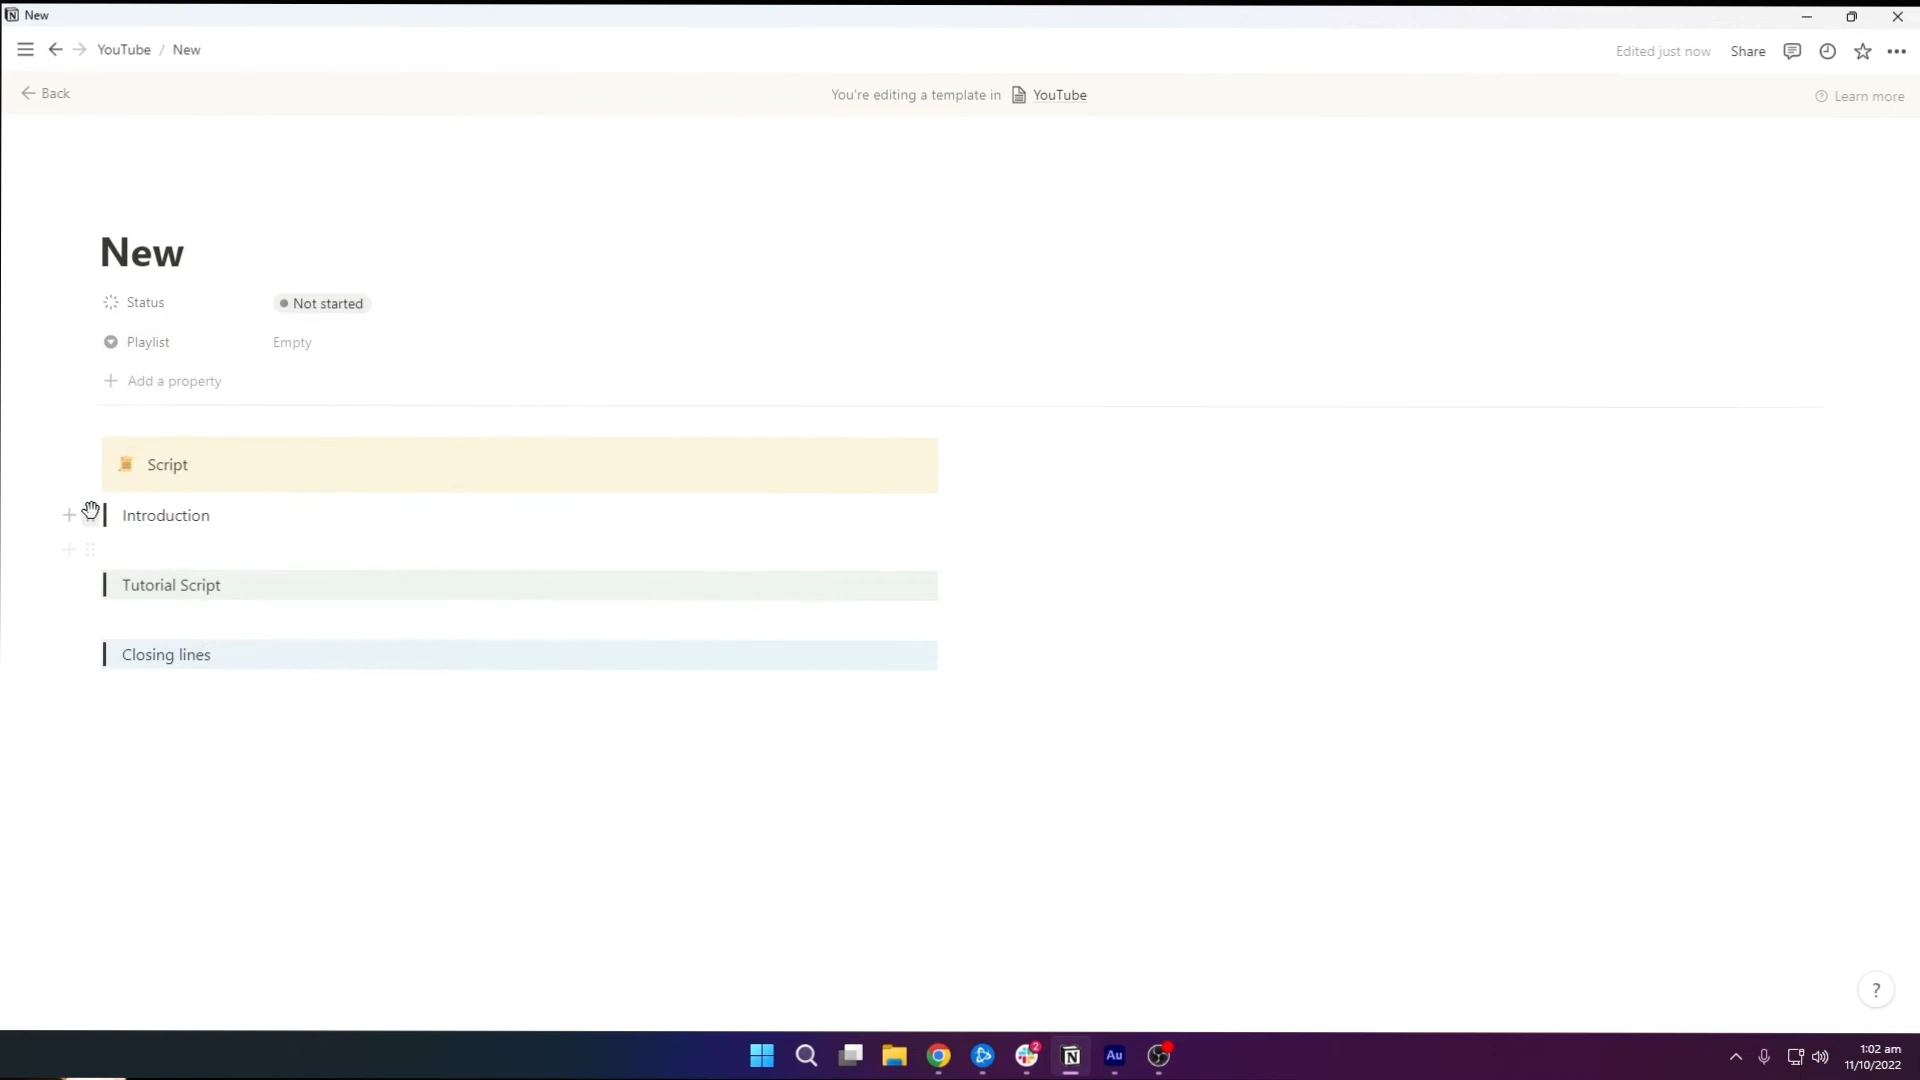 New
YouTube / New
Edited just now Share
Back
You're editing a template in YouTube
Learn more
New
Status Not started
Playlist Empty
Add a property
Script
Introduction
Tutorial Script
Closing lines
?
2
Au
1:02 am
11/10/2022